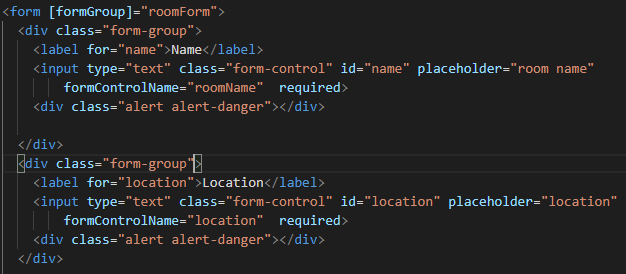 <form [formGroup]="roomForm">
<div class="form-group">
<label for="name">Name</label>
<input type="text" class="form-control" id="name" placeholder="room name"
formControlName="roomName"  required>
<div class="alert alert-danger"></div>
</div>
<div class="form-group">
<label for="location">Location</label>
<input type="text" class="form-control" id="location" placeholder="location"
formControlName="location"  required>
<div class="alert alert-danger"></div>
</div>